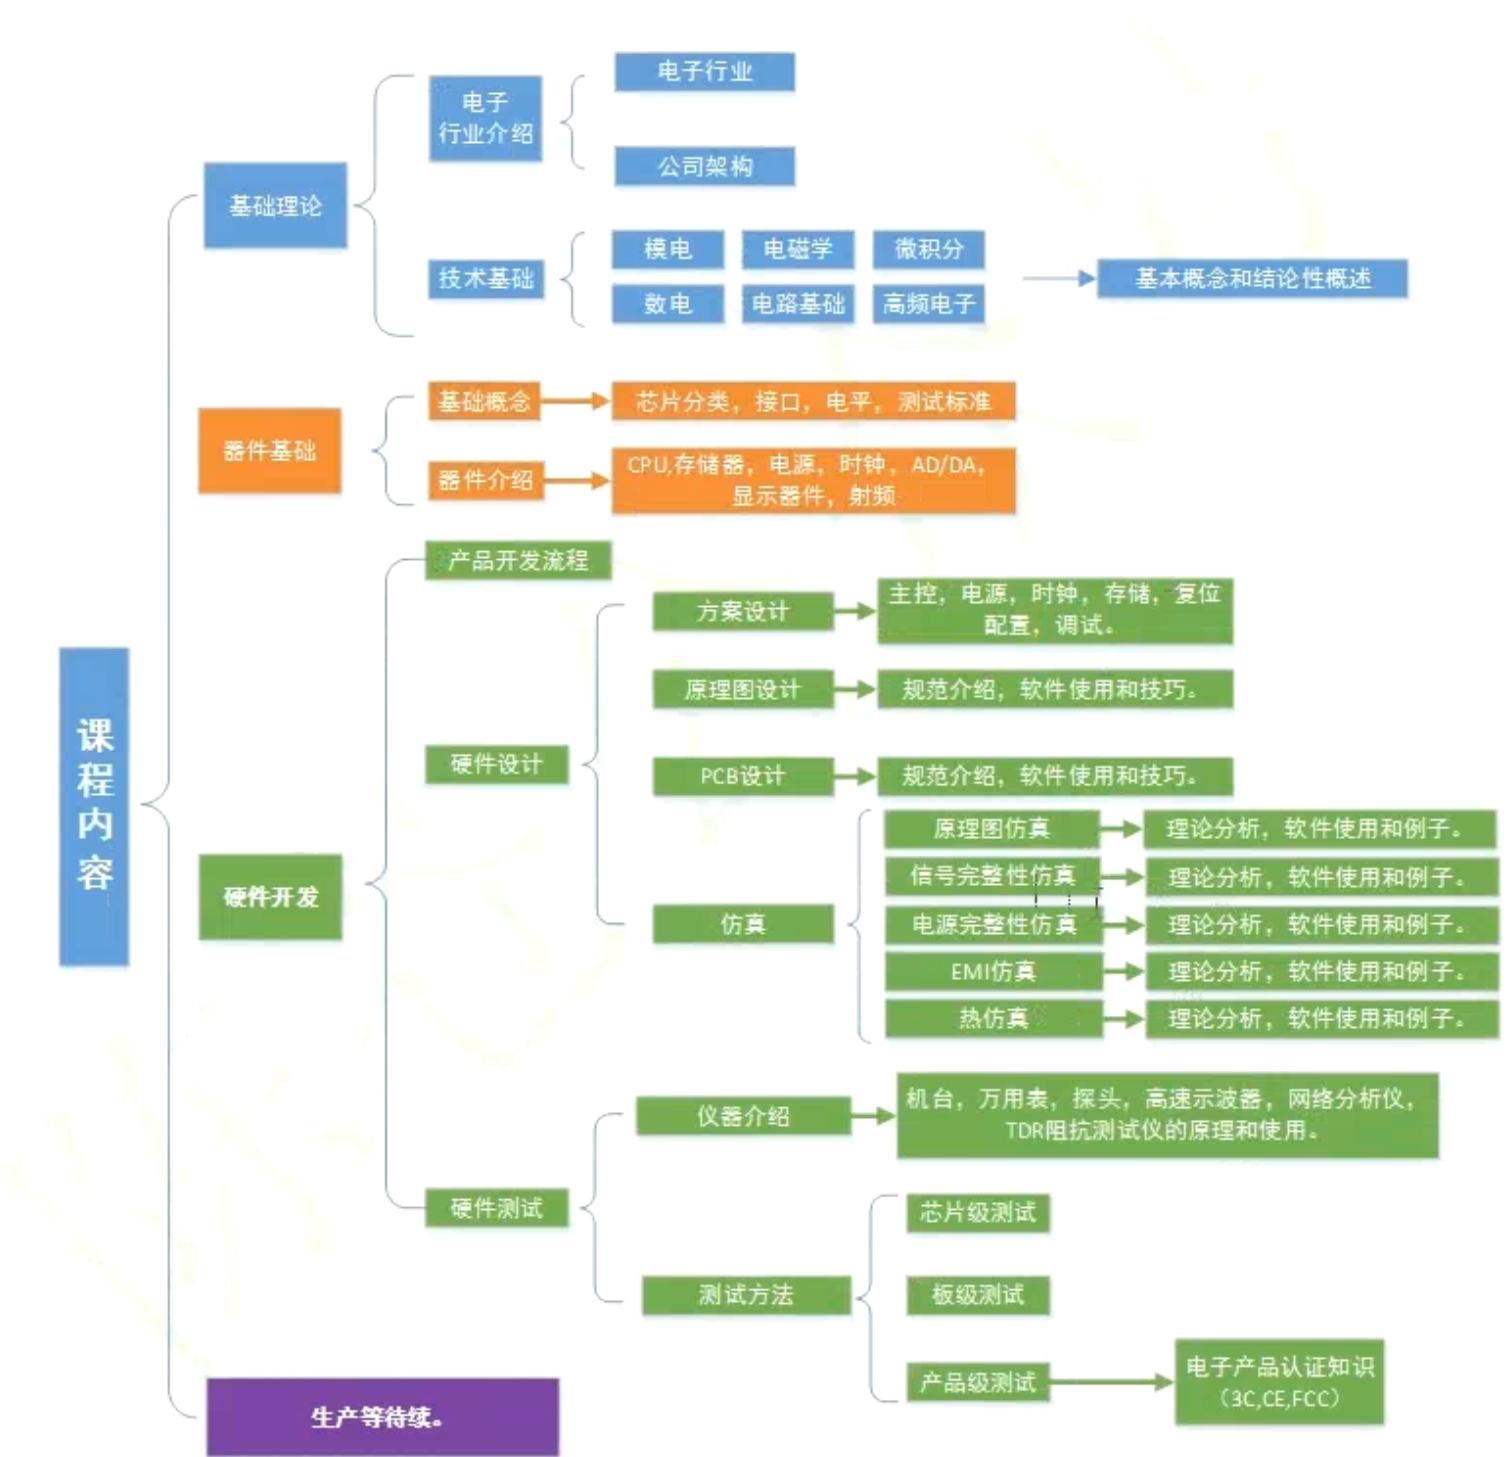 课
程
内
容
基础理论
电子
行业介绍
电子行业
公司架构
技术基础
模电
电磁学
微积分
数电
电路基础
高频电子
基本概念和结论性概述
器件基础
基础概念
芯片分类，接口，电平，测试标准
器件介绍
CPU,存储器，电源，时钟，AD/DA，
显示器件，射频
硬件开发
产品开发流程
硬件设计
方案设计
主控，电源，时钟，存储，复位
配置，调试。
原理图设计
规范介绍，软件使用和技巧。
PCB设计
规范介绍，软件使用和技巧。
仿真
原理图仿真
理论分析，软件使用和例子。
信号完整性仿真
理论分析，软件使用和例子。
电源完整性仿真
理论分析，软件使用和例子。
EMI仿真
理论分析，软件使用和例子。
热仿真
理论分析，软件使用和例子。
硬件测试
仪器介绍
机台，万用表，探头，高速示波器，网络分析仪，
TDR阻抗测试仪的原理和使用。
测试方法
芯片级测试
板级测试
产品级测试
电子产品认证知识
（3C,CE,FCC）
生产等待续。